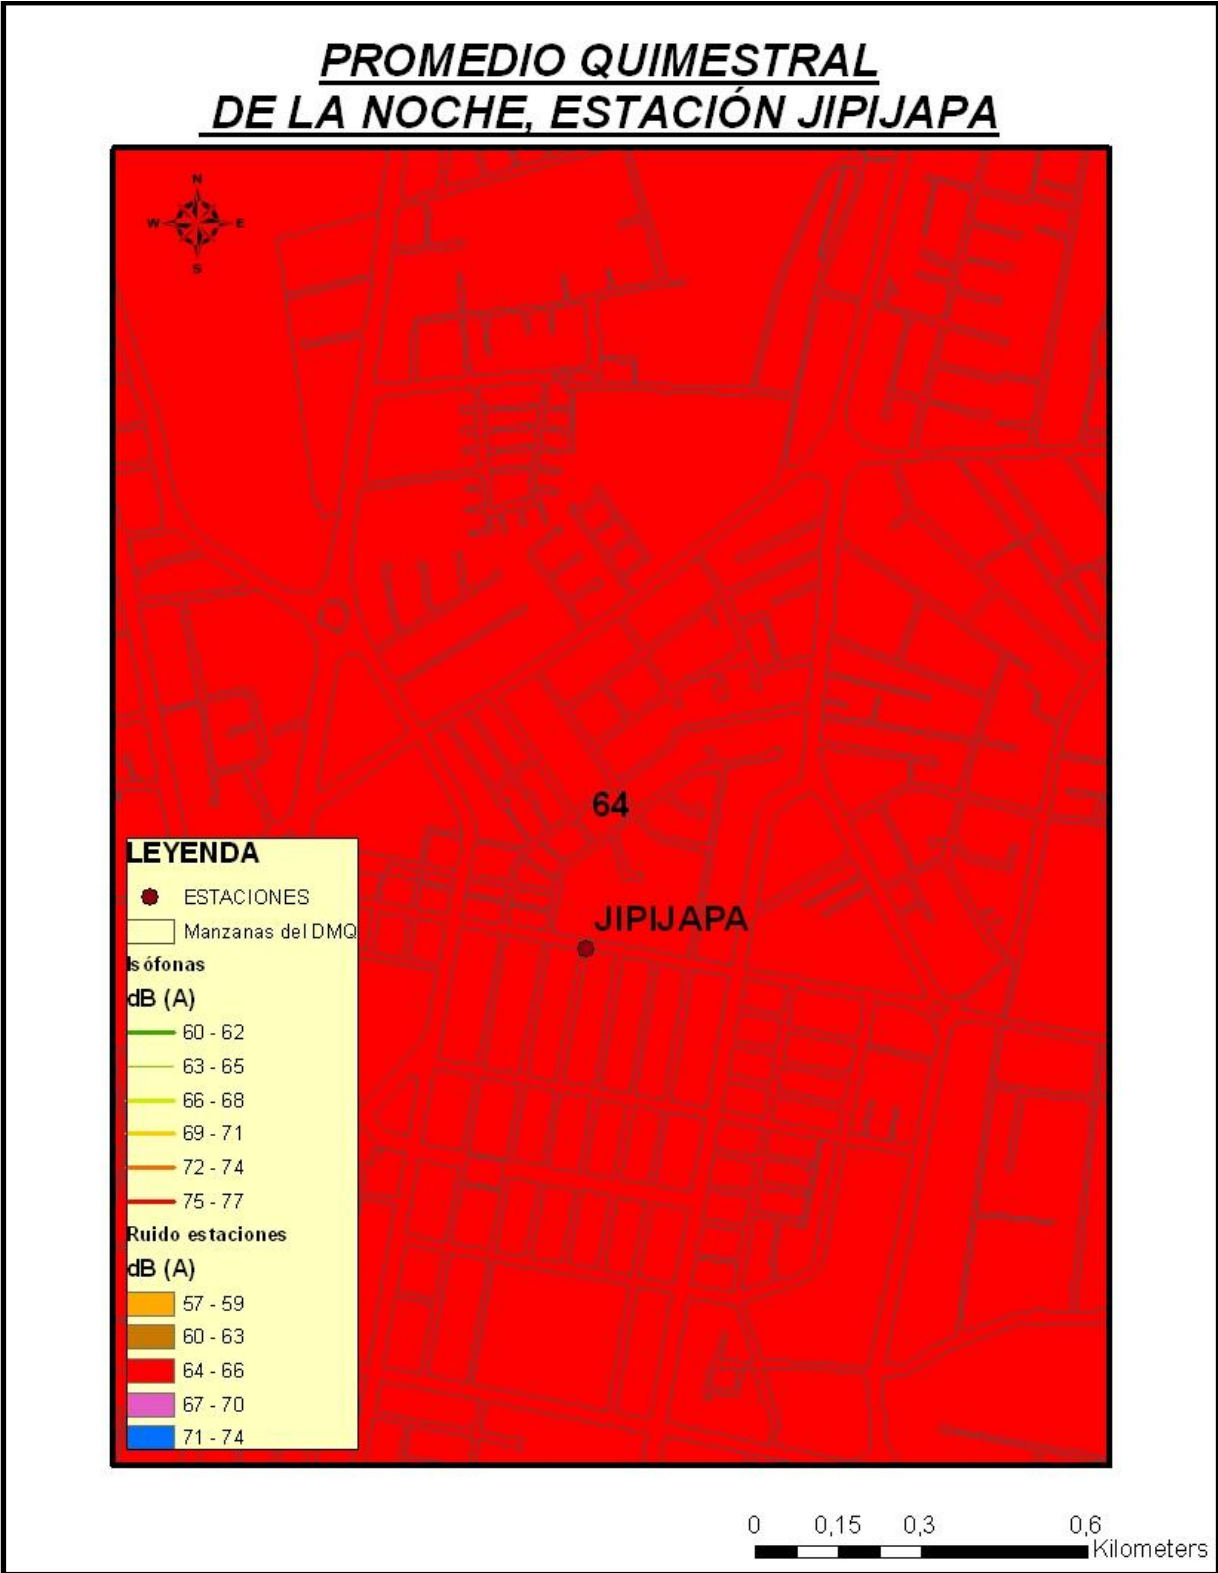 PROMEDIO QUIMESTRAL
DE LA NOCHE, ESTACIÓN JIPIJAPA
N
W E
S
64
JIPIJAPA
LEYENDA
ESTACIONES
Manzanas del DMQ
Isófonas
dB (A)
60 - 62
63 - 65
66 - 68
69 - 71
72 - 74
75 - 77
Ruido estaciones
dB (A)
57 - 59
60 - 63
64 - 66
67 - 70
71 - 74
0 0,15 0,3 0,6
Kilometers